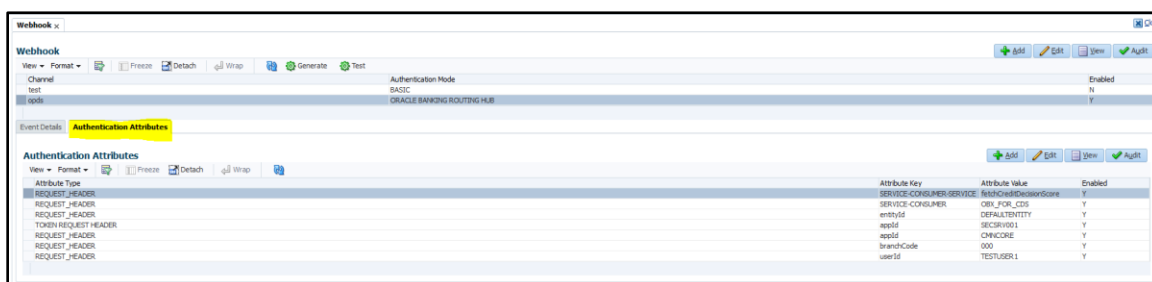 Webhook ×
Webhook
Add Edit View Audit
View Format Freeze Detach Wrap Generate Test
Channel Authentication Mode Enabled
test BASIC N
opds ORACLE BANKING ROUTING HUB Y
Event Details Authentication Attributes
Authentication Attributes
Add Edit View Audit
View Format Freeze Detach Wrap
Attribute Type Attribute Key Attribute Value Enabled
REQUEST_HEADER SERVICE-CONSUMER-SERVICE fetchCreditDecisionScore Y
REQUEST_HEADER SERVICE-CONSUMER OBX_FOR_CDS Y
REQUEST_HEADER entityId DEFAULTENTITY Y
TOKEN REQUEST HEADER appId SECSRV001 Y
REQUEST_HEADER appId CMNCORE Y
REQUEST_HEADER branchCode 000 Y
REQUEST_HEADER userId TESTUSER1 Y